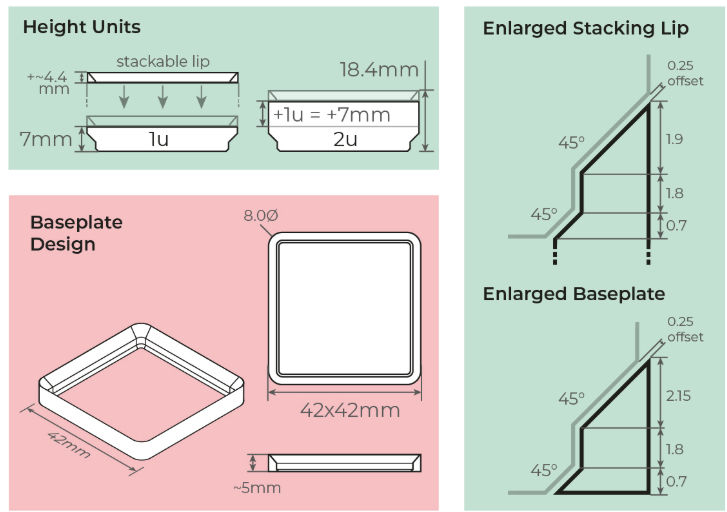 Height Units
stackable lip
+~4.4
mm
7mm
1u
18.4mm
+1u = +7mm
2u
Baseplate
Design
8.0Ø
42mm
42x42mm
~5mm
Enlarged Stacking Lip
0.25
offset
45°
1.9
1.8
45°
0.7
Enlarged Baseplate
0.25
offset
45°
2.15
1.8
45°
0.7